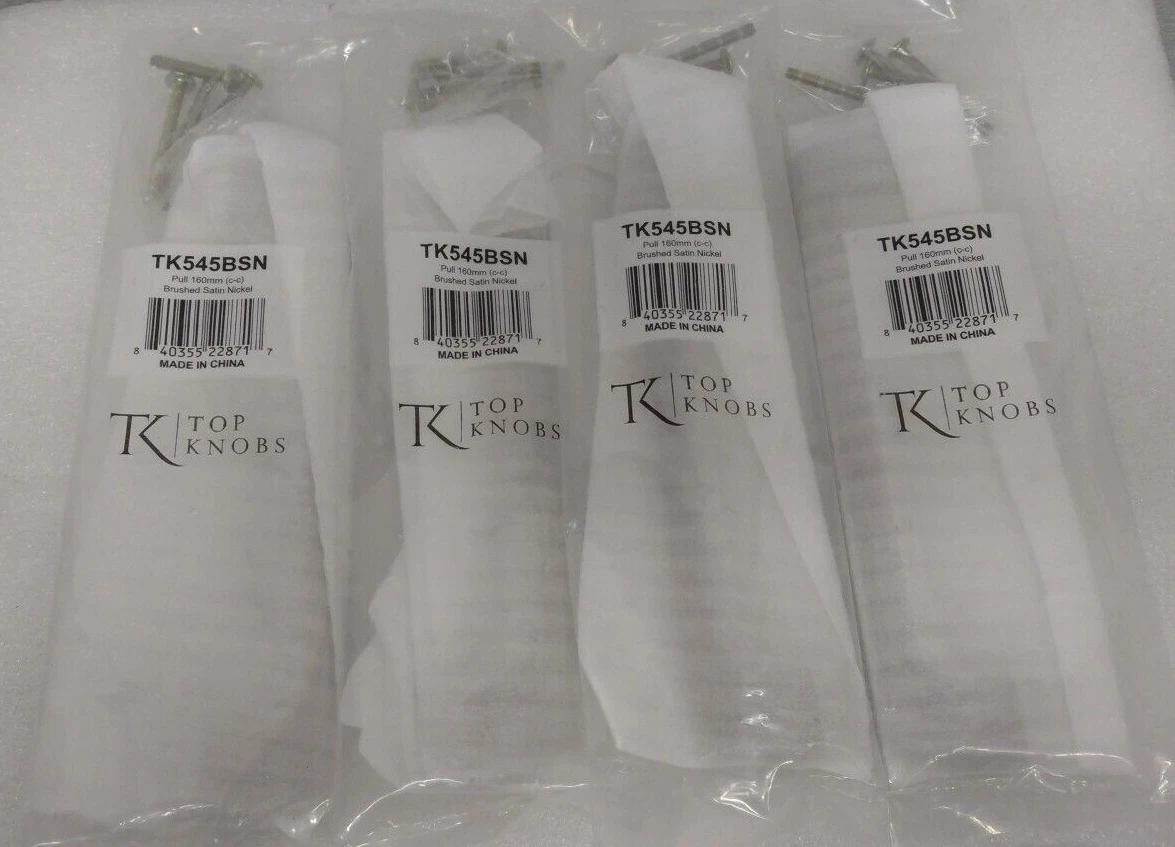 TK545BSN
Pull 160mm (c-c)
Brushed Satin Nickel
8 40355 22871 7
MADE IN CHINA
TK TOP
KNOBS
TK545BSN
Pull 160mm (c-c)
Brushed Satin Nickel
8 40355 22871 7
MADE IN CHINA
TK TOP
KNOBS
TK545BSN
Pull 160mm (c-c)
Brushed Satin Nickel
8 40355 22871 7
MADE IN CHINA
TK TOP
KNOBS
TK545BSN
Pull 160mm (c-c)
Brushed Satin Nickel
8 40355 22871 7
MADE IN CHINA
TK TOP
KNOBS